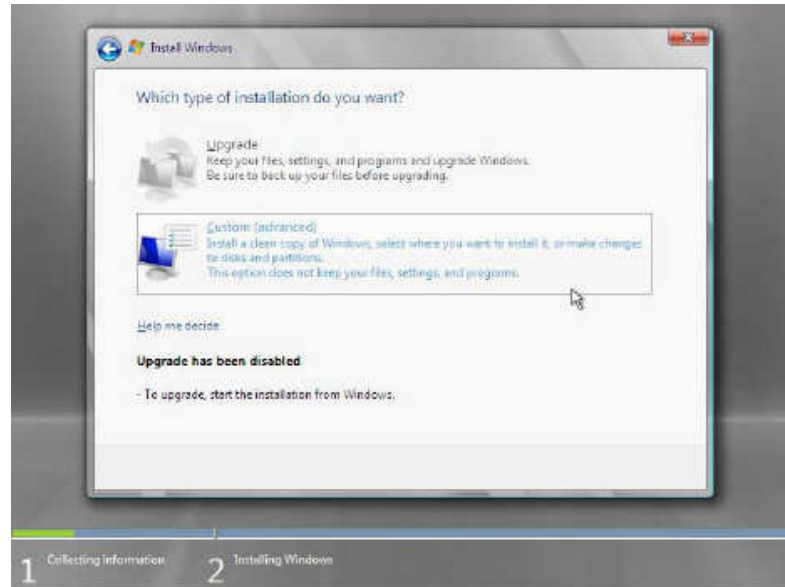 Install Windows
Which type of installation do you want?
Upgrade
Keep your files, settings, and programs and upgrade Windows.
Be sure to back up your files before upgrading.
Custom (advanced)
Install a clean copy of Windows, select where you want to install it, or make changes
to disks and partitions.
This option does not keep your files, settings, and programs.
Help me decide
Upgrade has been disabled
- To upgrade, start the installation from Windows.
1 Collecting information 2 Installing Windows